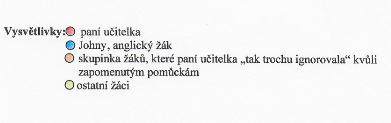 Vysvětlivky: paní učitelka
Johny, anglický žák
skupinka žáků, které paní učitelka „tak trochu ignorovala“ kvůli
zapomenutým pomůckám
ostatní žáci